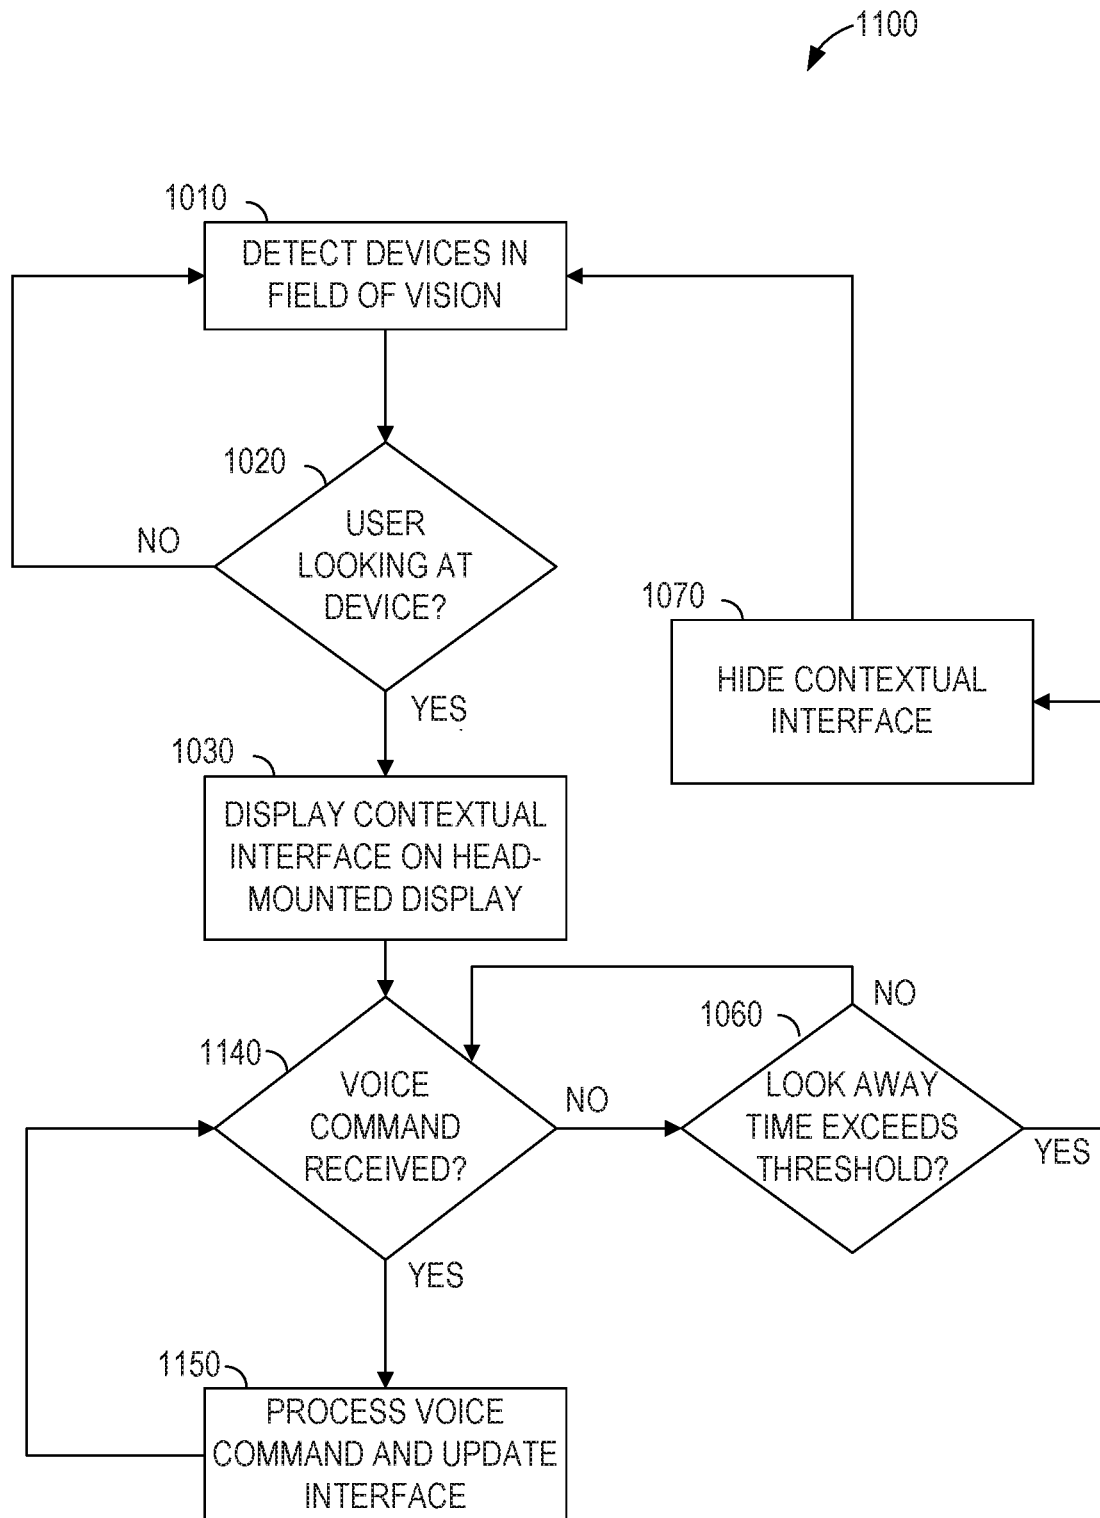 1100
1010
DETECT DEVICES IN
FIELD OF VISION
1020
USER
LOOKING AT
DEVICE?
NO
YES
1070
HIDE CONTEXTUAL
INTERFACE
1030
DISPLAY CONTEXTUAL
INTERFACE ON HEAD-
MOUNTED DISPLAY
1140
VOICE
COMMAND
RECEIVED?
NO
YES
1060
LOOK AWAY
TIME EXCEEDS
THRESHOLD?
NO
YES
1150
PROCESS VOICE
COMMAND AND UPDATE
INTERFACE